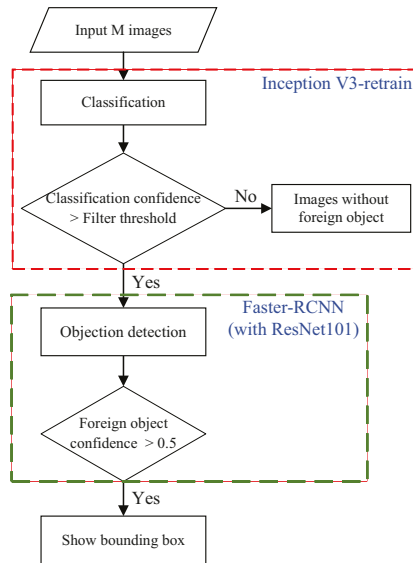 Input M images
Inception V3-retrain
Classification
Classification confidence
> Filter threshold
No
Images without
foreign object
Yes
Faster-RCNN
(with ResNet101)
Objection detection
Foreign object
confidence > 0.5
Yes
Show bounding box